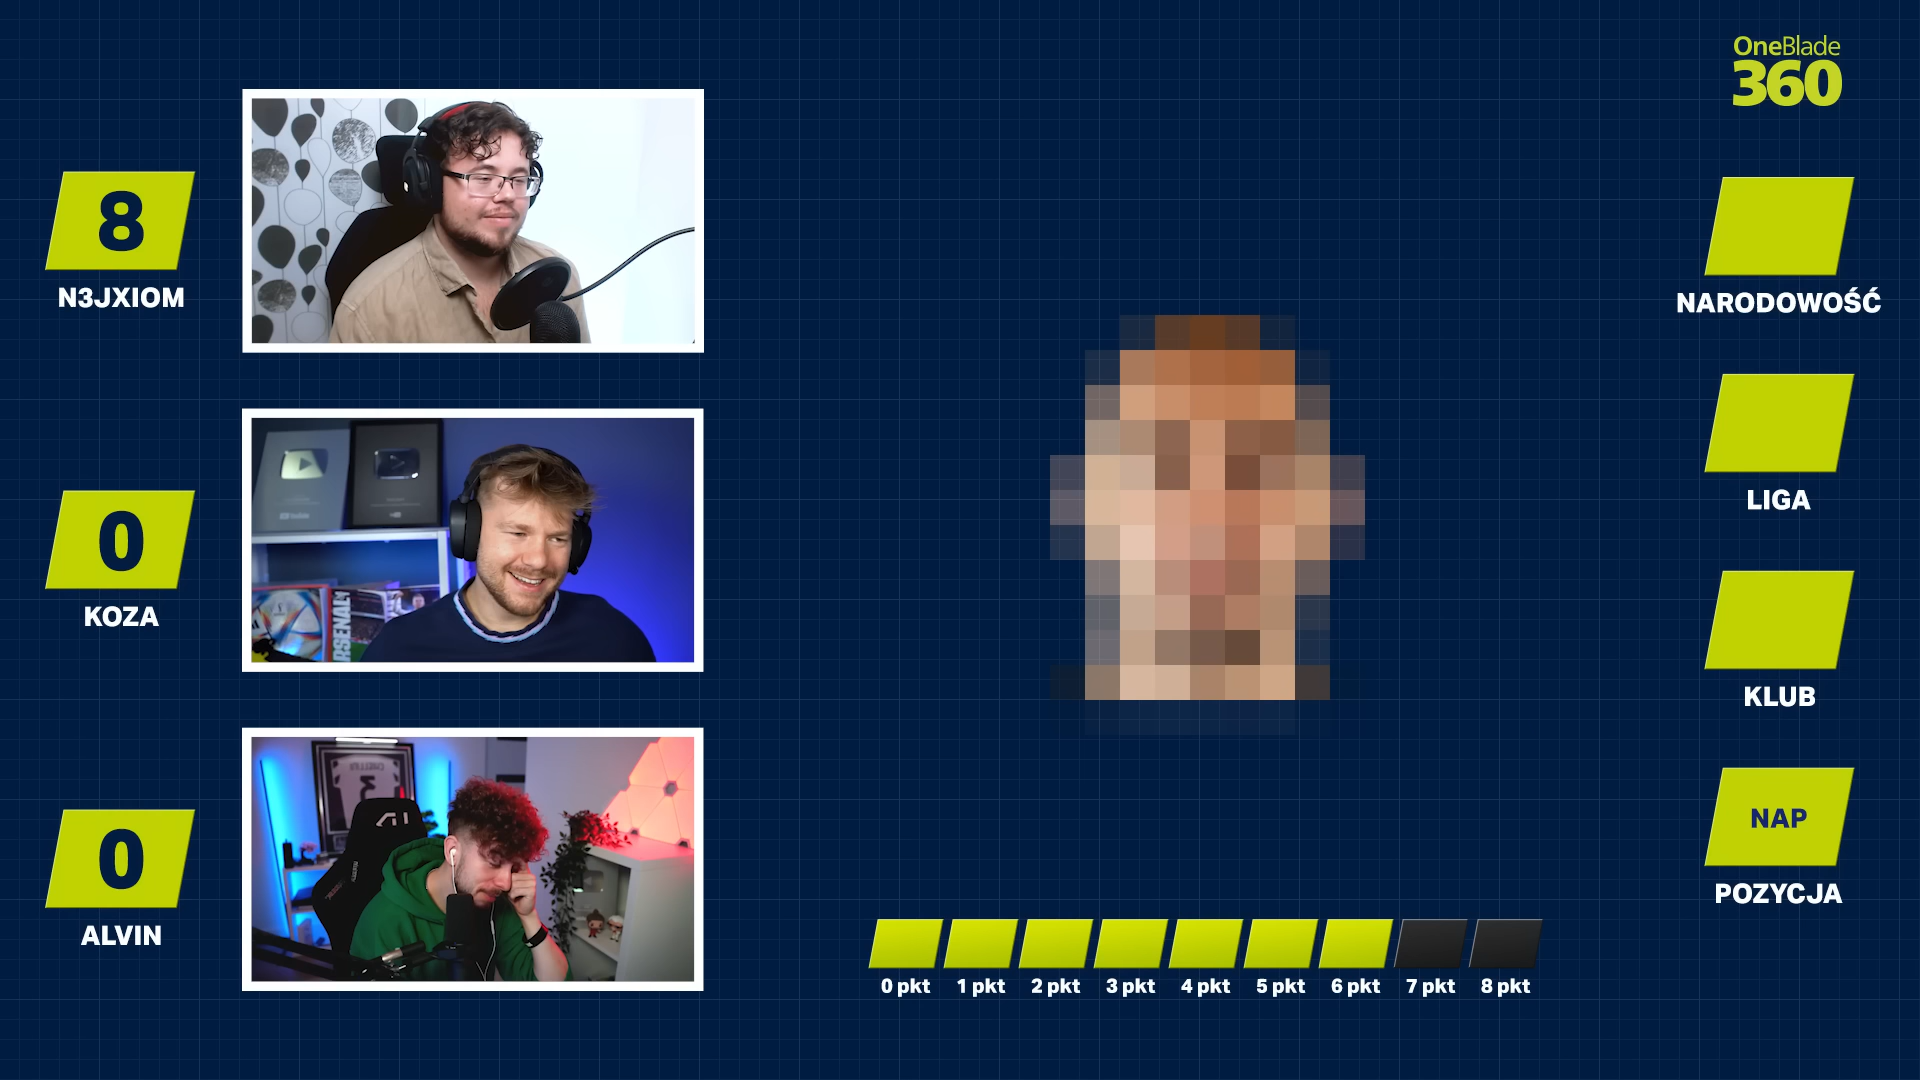 OneBlade
360
8
N3JXIOM
0
KOZA
ARSENAL
0
ALVIN
NARODOWOŚĆ
LIGA
KLUB
NAP
POZYCJA
0 pkt
1 pkt
2 pkt
3 pkt
4 pkt
5 pkt
6 pkt
7 pkt
8 pkt